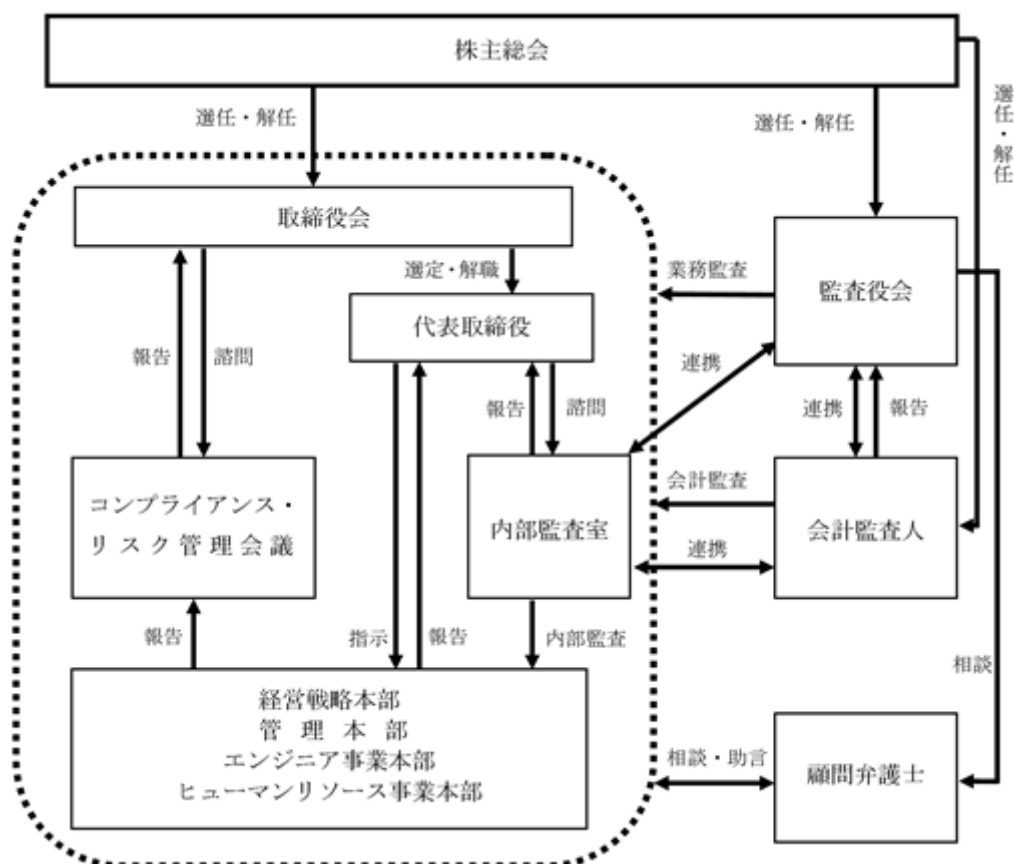 株主総会
選任・解任
選任・解任
選任・解任
取締役会
選定・解職
業務監査
監査役会
代表取締役
報告
諮問
連携
報告
諮問
連携
報告
コンプライアンス・
リスク管理会議
内部監査室
会計監査
会計監査人
連携
報告
指示
報告
内部監査
相談
経営戦略本部
管理本部
エンジニア事業本部
ヒューマンリソース事業本部
相談・助言
顧問弁護士